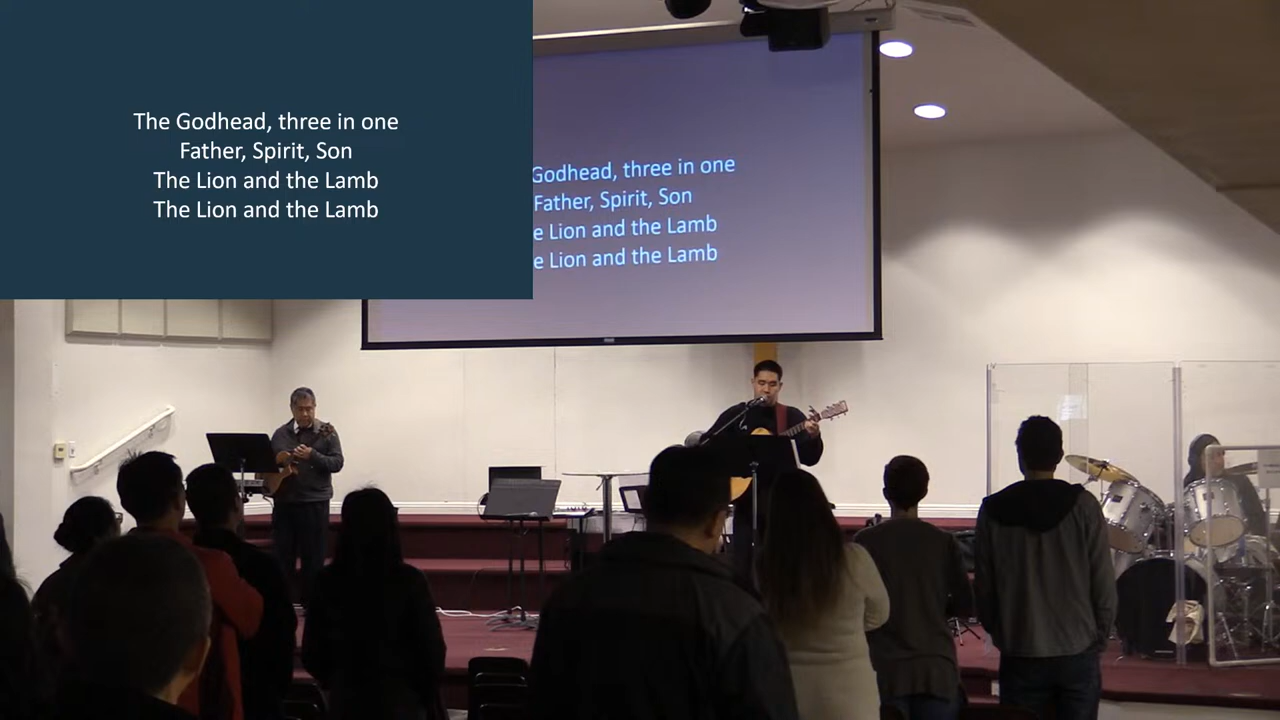 The Godhead, three in one
Father, Spirit, Son
The Lion and the Lamb
The Lion and the Lamb
Godhead, three in one
Father, Spirit, Son
e Lion and the Lamb
e Lion and the Lamb